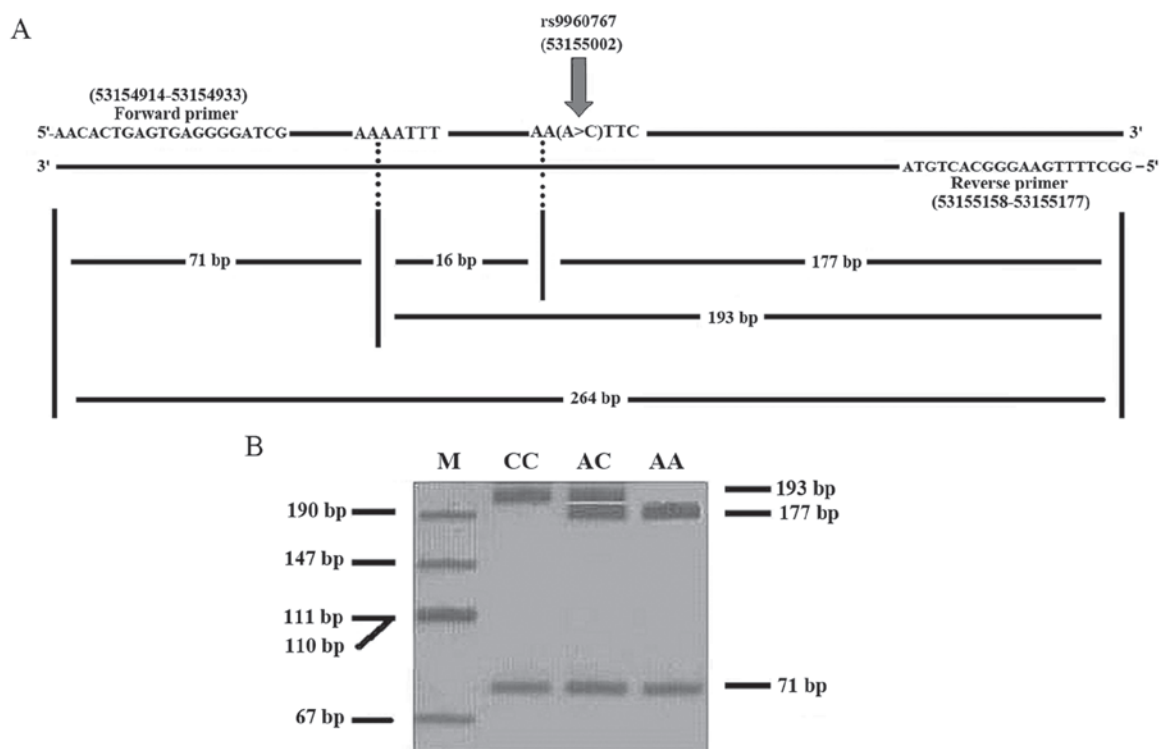 A
rs9960767
(53155002)
(53154914-53154933)
Forward primer
5'-AACACTGAGTGAGGGGATCG AAAATTT AA(A>C)TTC 3'
3' ATGTCACGGGAAGTTTTCGG-5'
Reverse primer
(53155158-53155177)
71 bp 16 bp 177 bp
193 bp
264 bp
B
M CC AC AA
193 bp
190 bp 177 bp
147 bp
111 bp
110 bp
71 bp
67 bp